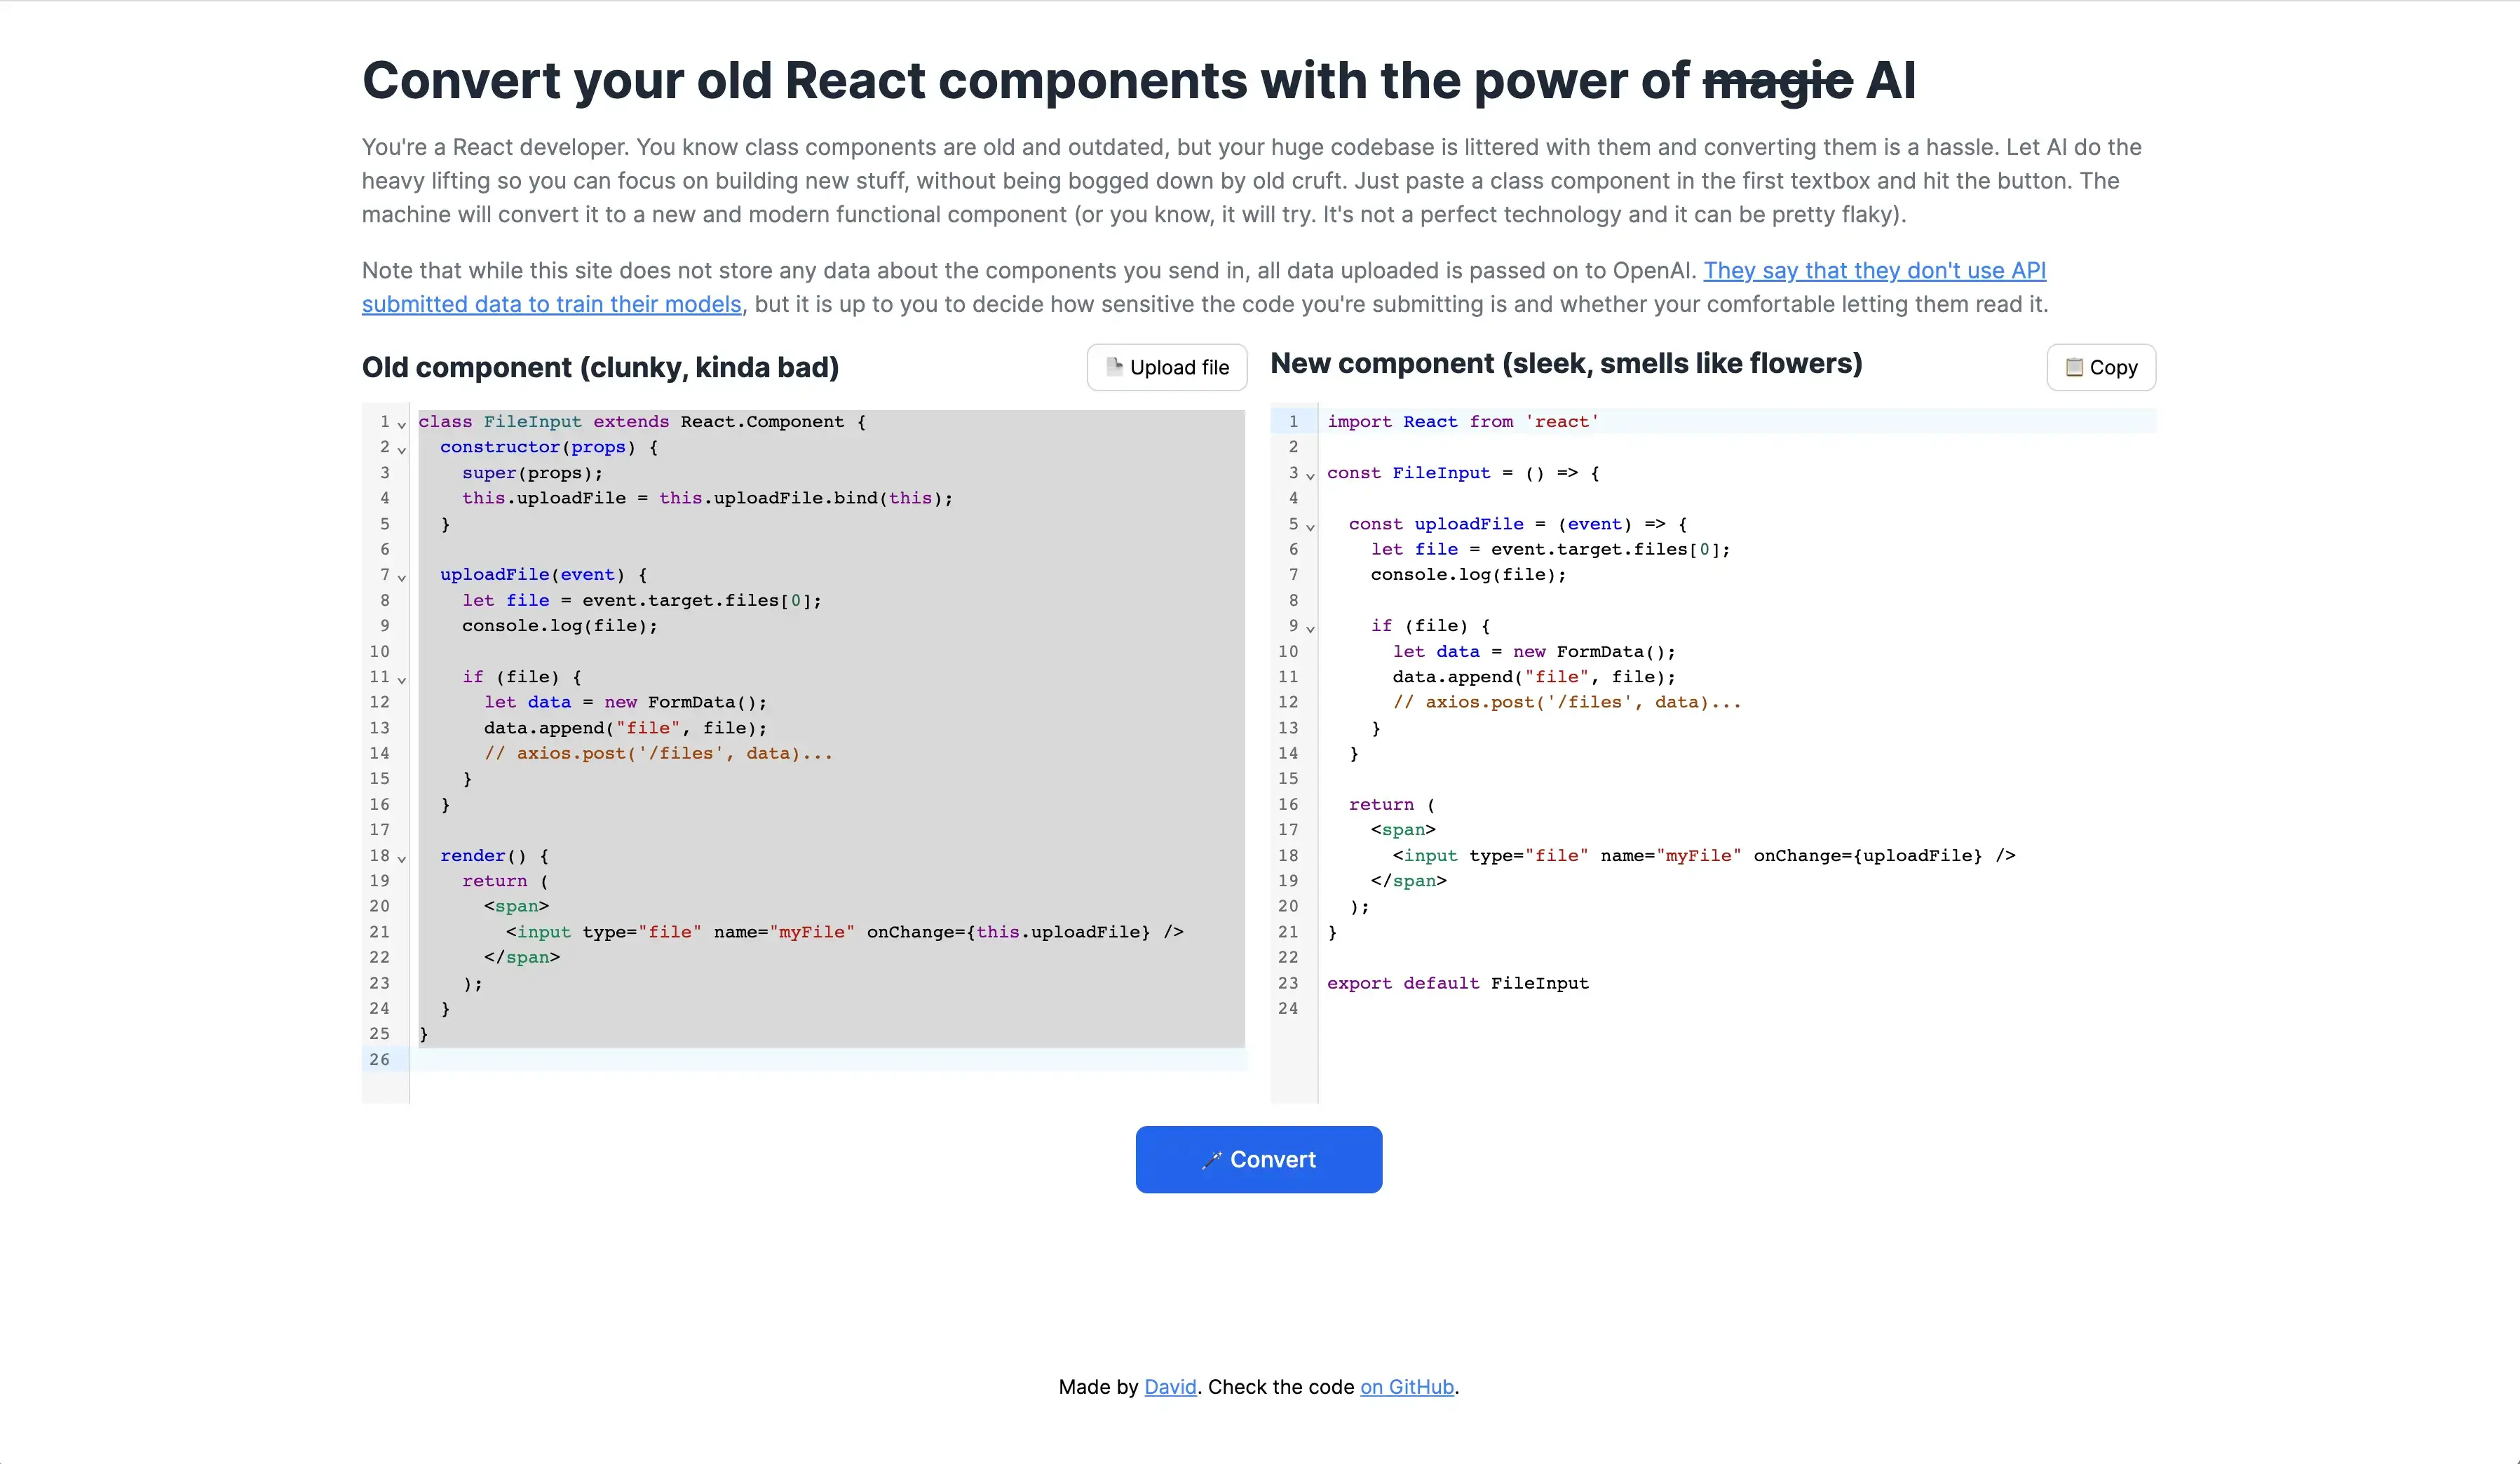 Convert your old React components with the power of magic AI
You're a React developer. You know class components are old and outdated, but your huge codebase is littered with them and converting them is a hassle. Let AI do the
heavy lifting so you can focus on building new stuff, without being bogged down by old cruft. Just paste a class component in the first textbox and hit the button. The
machine will convert it to a new and modern functional component (or you know, it will try. It's not a perfect technology and it can be pretty flaky).
Note that while this site does not store any data about the components you send in, all data uploaded is passed on to OpenAI. They say that they don't use API
submitted data to train their models, but it is up to you to decide how sensitive the code you're submitting is and whether your comfortable letting them read it.
Old component (clunky, kinda bad)
Upload file
1 class FileInput extends React.Component {
2   constructor(props) {
3     super(props);
4     this.uploadFile = this.uploadFile.bind(this);
5   }
6
7   uploadFile(event) {
8     let file = event.target.files[0];
9     console.log(file);
10
11     if (file) {
12       let data = new FormData();
13       data.append("file", file);
14       // axios.post('/files', data)...
15     }
16   }
17
18   render() {
19     return (
20       <span>
21         <input type="file" name="myFile" onChange={this.uploadFile} />
22       </span>
23     );
24   }
25 }
26
New component (sleek, smells like flowers)
Copy
1 import React from 'react'
2
3 const FileInput = () => {
4
5   const uploadFile = (event) => {
6     let file = event.target.files[0];
7     console.log(file);
8
9     if (file) {
10       let data = new FormData();
11       data.append("file", file);
12       // axios.post('/files', data)...
13     }
14   }
15
16   return (
17     <span>
18       <input type="file" name="myFile" onChange={uploadFile} />
19     </span>
20   );
21 }
22
23 export default FileInput
24
Convert
Made by David. Check the code on GitHub.